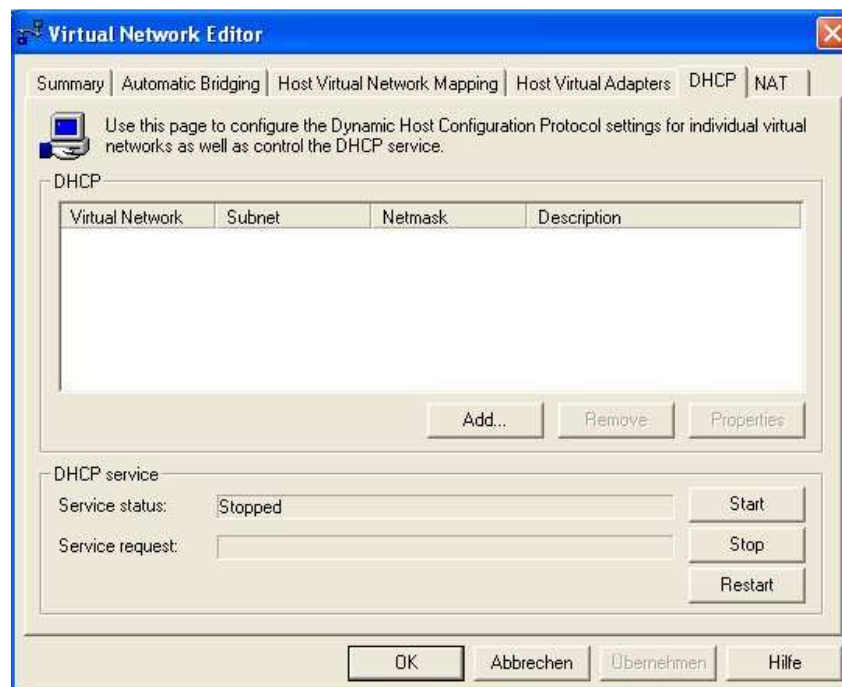 Virtual Network Editor
Summary
Automatic Bridging
Host Virtual Network Mapping
Host Virtual Adapters
DHCP
NAT
Use this page to configure the Dynamic Host Configuration Protocol settings for individual virtual
networks as well as control the DHCP service.
DHCP
Virtual Network
Subnet
Netmask
Description
Add...
Remove
Properties
DHCP service
Service status:
Stopped
Start
Service request:
Stop
Restart
OK
Abbrechen
Übernehmen
Hilfe